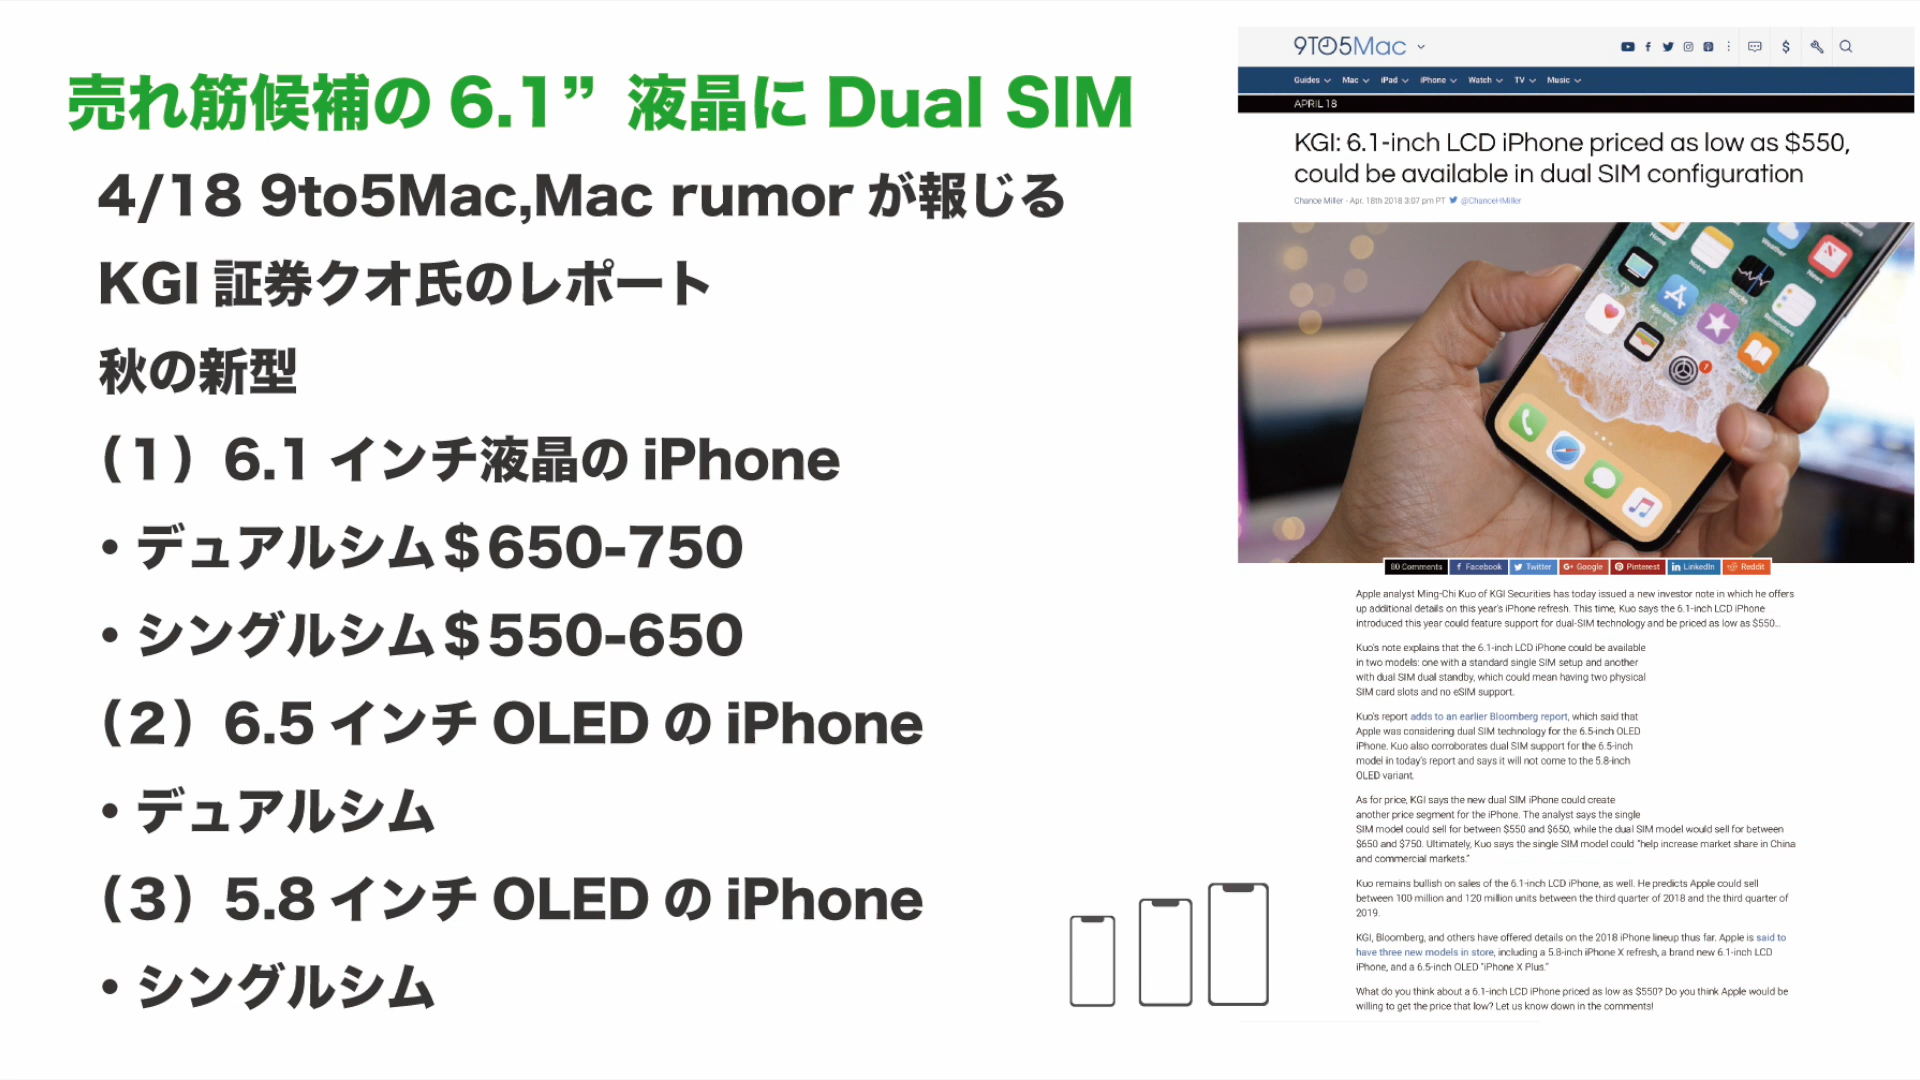 売れ筋候補の 6.1” 液晶に Dual SIM
4/18 9to5Mac,Mac rumor が報じる
KGI 証券クオ氏のレポート
秋の新型
（1）6.1 インチ液晶の iPhone
・デュアルシム＄650-750
・シングルシム＄550-650
（2）6.5 インチ OLED の iPhone
・デュアルシム
（3）5.8 インチ OLED の iPhone
・シングルシム
9TO5Mac
Guides Mac iPad iPhone Watch TV Music
APRIL 18
KGI: 6.1-inch LCD iPhone priced as low as $550,
could be available in dual SIM configuration
Chance Miller - Apr. 18th 2018 3:07 pm PT @ChanceHMiller
Home
Notes
Weather
News
TV
App Store
Stocks
Reminders
80 Comments Facebook Twitter Google Pinterest LinkedIn Reddit
Apple analyst Ming-Chi Kuo of KGI Securities has today issued a new investor note in which he offers
up additional details on this year's iPhone refresh. This time, Kuo says the 6.1-inch LCD iPhone
introduced this year could feature support for dual-SIM technology and be priced as low as $550...
Kuo's note explains that the 6.1-inch LCD iPhone could be available
in two models: one with a standard single SIM setup and another
with dual SIM dual standby, which could mean having two physical
SIM card slots and no eSIM support.
Kuo's report adds to an earlier Bloomberg report, which said that
Apple was considering dual SIM technology for the 6.5-inch OLED
iPhone. Kuo also corroborates dual SIM support for the 6.5-inch
model in today's report and says it will not come to the 5.8-inch
OLED variant.
As for price, KGI says the new dual SIM iPhone could create
another price segment for the iPhone. The analyst says the single
SIM model could sell for between $550 and $650, while the dual SIM model would sell for between
$650 and $750. Ultimately, Kuo says the single SIM model could "help increase market share in China
and commercial markets."
Kuo remains bullish on sales of the 6.1-inch LCD iPhone, as well. He predicts Apple could sell
between 100 million and 120 million units between the third quarter of 2018 and the third quarter of
2019.
KGI, Bloomberg, and others have offered details on the 2018 iPhone lineup thus far. Apple is said to
have three new models in store, including a 5.8-inch iPhone X refresh, a brand new 6.1-inch LCD
iPhone, and a 6.5-inch OLED "iPhone X Plus."
What do you think about a 6.1-inch LCD iPhone priced as low as $550? Do you think Apple would be
willing to get the price that low? Let us know down in the comments!